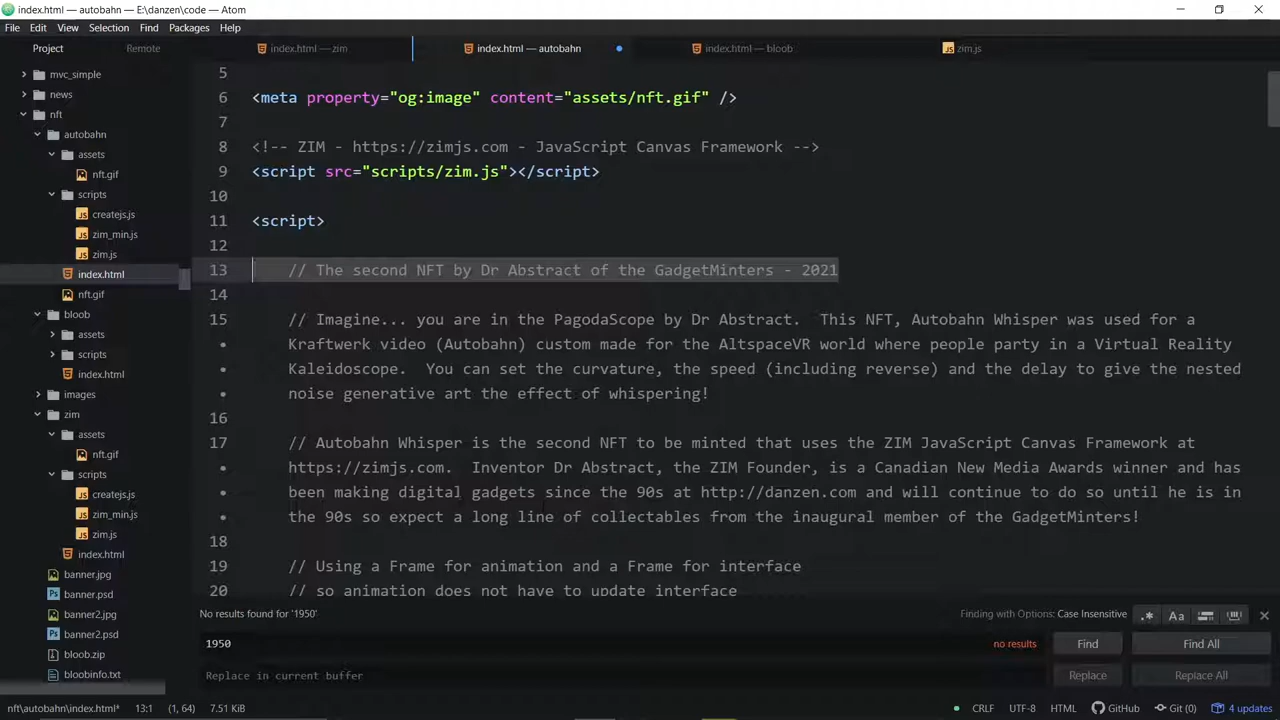 index.html — autobahn — E:\danzen\code — Atom
File Edit View Selection Find Packages Help
Project Remote
index.html — zim index.html — autobahn index.html — bloob zim.js
mvc_simple
news
nft
autobahn
assets
nft.gif
scripts
createjs.js
zim_min.js
zim.js
index.html
nft.gif
bloob
assets
scripts
index.html
images
zim
assets
nft.gif
scripts
createjs.js
zim_min.js
zim.js
index.html
banner.jpg
banner.psd
banner2.jpg
banner2.psd
bloob.zip
bloobinfo.txt
5
6 <meta property="og:image" content="assets/nft.gif" />
7
8 <!-- ZIM - https://zimjs.com - JavaScript Canvas Framework -->
9 <script src="scripts/zim.js"></script>
10
11 <script>
12
13 // The second NFT by Dr Abstract of the GadgetMinters - 2021
14
15 // Imagine... you are in the PagodaScope by Dr Abstract.  This NFT, Autobahn Whisper was used for a
• Kraftwerk video (Autobahn) custom made for the AltspaceVR world where people party in a Virtual Reality
• Kaleidoscope.  You can set the curvature, the speed (including reverse) and the delay to give the nested
• noise generative art the effect of whispering!
16
17 // Autobahn Whisper is the second NFT to be minted that uses the ZIM JavaScript Canvas Framework at
• https://zimjs.com.  Inventor Dr Abstract, the ZIM Founder, is a Canadian New Media Awards winner and has
• been making digital gadgets since the 90s at http://danzen.com and will continue to do so until he is in
• the 90s so expect a long line of collectables from the inaugural member of the GadgetMinters!
18
19 // Using a Frame for animation and a Frame for interface
20 // so animation does not have to update interface
No results found for '1950' Finding with Options: Case Insensitive .* Aa
1950 no results Find Find All
Replace in current buffer Replace Replace All
nft\autobahn\index.html* 13:1 (1, 64) 7.51 KiB CRLF UTF-8 HTML GitHub Git (0) 4 updates